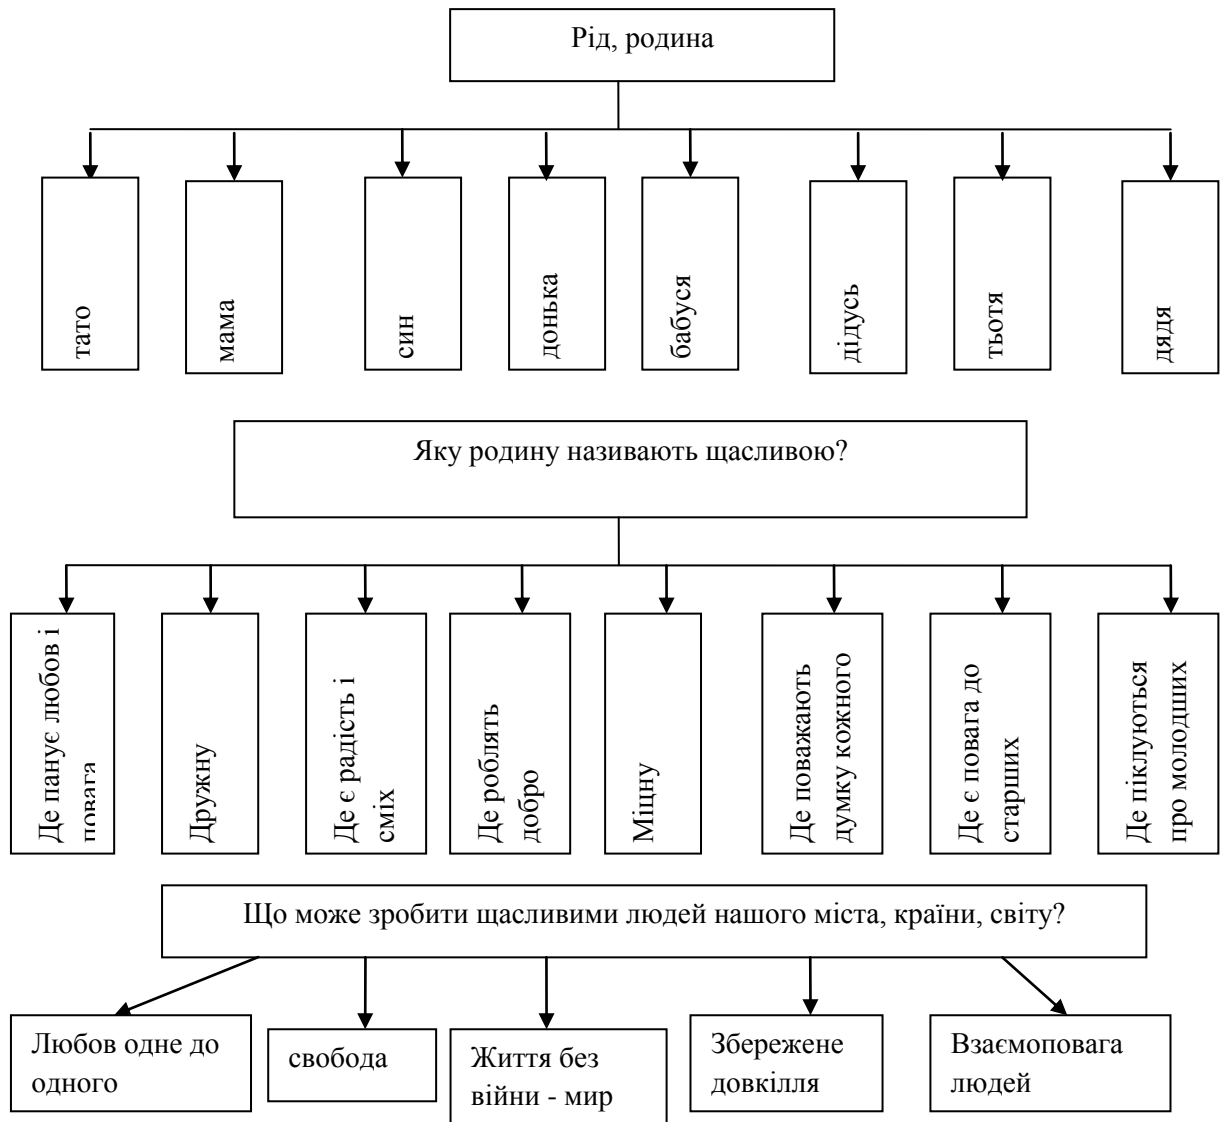 Рід, родина
тато
мама
син
донька
бабуся
дідусь
тьотя
дядя
Яку родину називають щасливою?
Де панує любов і
повага
Дружну
Де є радість і
сміх
Де роблять
добро
Міцну
Де поважають
думку кожного
Де є повага до
старших
Де піклуються
про молодших
Що може зробити щасливими людей нашого міста, країни, світу?
Любов одне до
одного
свобода
Життя без
війни - мир
Збережене
довкілля
Взаємоповага
людей